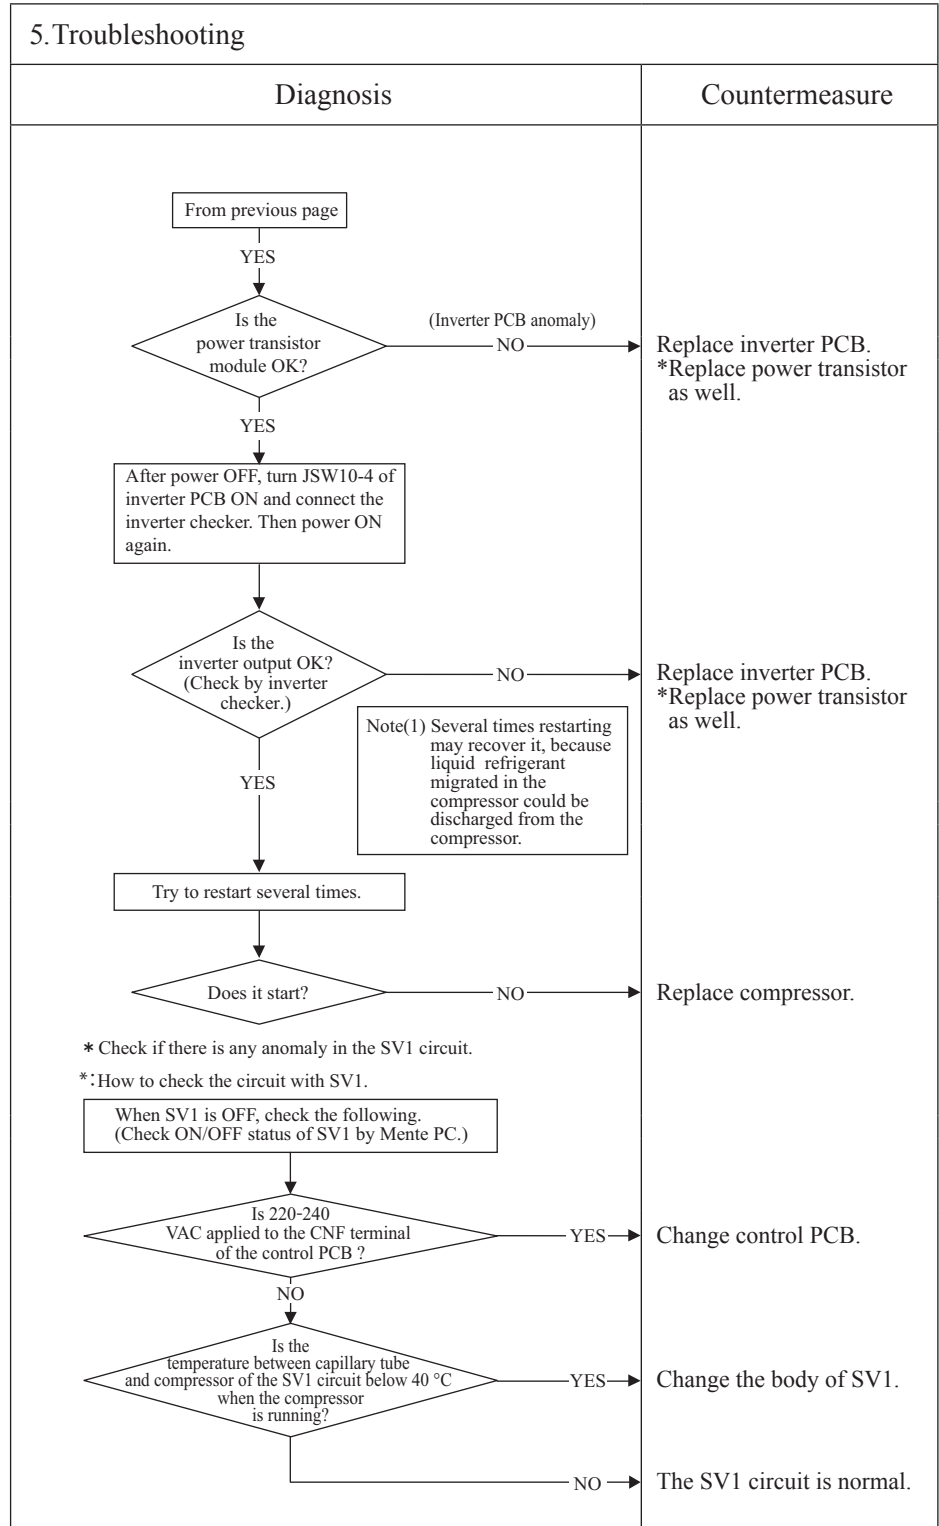 5.Troubleshooting
Diagnosis
Countermeasure
From previous page
YES
Is the
power transistor
module OK?
(Inverter PCB anomaly)
NO
Replace inverter PCB.
*Replace power transistor
as well.
YES
After power OFF, turn JSW10-4 of
inverter PCB ON and connect the
inverter checker. Then power ON
again.
Is the
inverter output OK?
(Check by inverter
checker.)
NO
Replace inverter PCB.
*Replace power transistor
as well.
Note(1) Several times restarting
may recover it, because
liquid refrigerant
migrated in the
compressor could be
discharged from the
compressor.
YES
Try to restart several times.
Does it start?
NO
Replace compressor.
* Check if there is any anomaly in the SV1 circuit.
*:How to check the circuit with SV1.
When SV1 is OFF, check the following.
(Check ON/OFF status of SV1 by Mente PC.)
Is 220-240
VAC applied to the CNF terminal
of the control PCB ?
YES
Change control PCB.
NO
Is the
temperature between capillary tube
and compressor of the SV1 circuit below 40 °C
when the compressor
is running?
YES
Change the body of SV1.
NO
The SV1 circuit is normal.